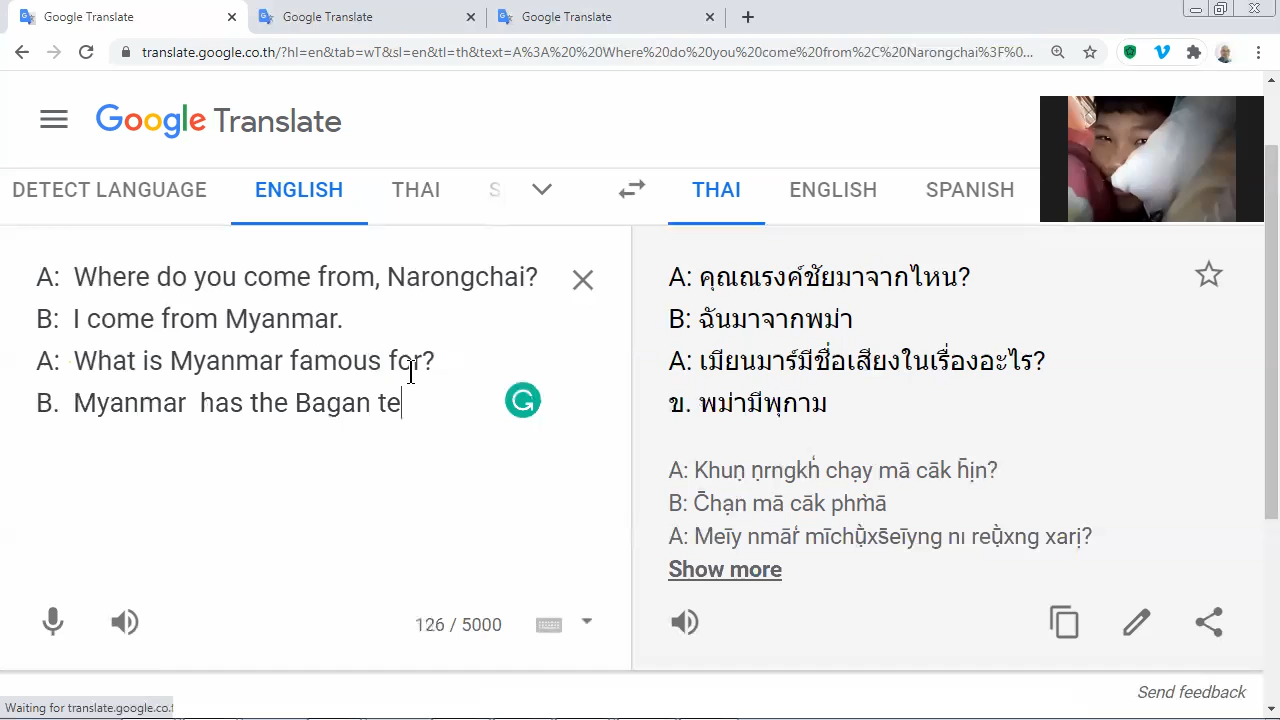 Google Translate
Google Translate
Google Translate
translate.google.co.th/?hl=en&tab=wT&sl=en&tl=th&text=A%3A%20%20Where%20do%20you%20come%20from%2C%20Narongchai%3F%0...
Google Translate
DETECT LANGUAGE ENGLISH THAI S
THAI ENGLISH SPANISH
A: Where do you come from, Narongchai?
B: I come from Myanmar.
A: What is Myanmar famous for?
B. Myanmar has the Bagan te
126 / 5000
A: คุณณรงค์ชัยมาจากไหน?
B: ฉันมาจากพม่า
A: เมียนมาร์มีชื่อเสียงในเรื่องอะไร?
ข. พม่ามีพุกาม
A: Khuṇ ṇrngkh̒ chạy mā cāk h̄ịn?
B: C̄hạn mā cāk phm̀ā
A: Meīy nmār̒ mīchụ̄̀xs̄eīyng nı reụ̄̀xng xarị?
Show more
Send feedback
Waiting for translate.google.co.t